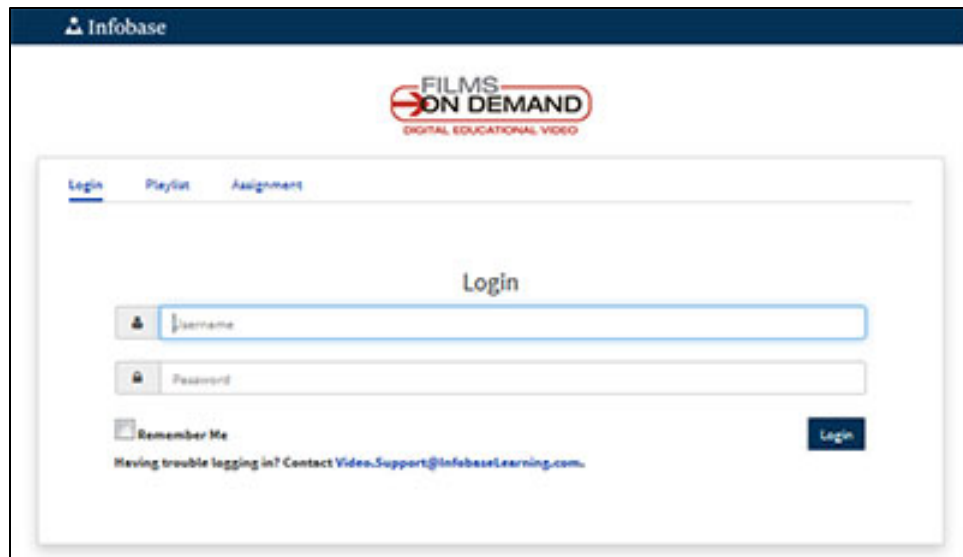 Infobase
FILMS
ON DEMAND
DIGITAL EDUCATIONAL VIDEO
Login Playlist Assignment
Login
Username
Password
Remember Me Login
Having trouble logging in? Contact Video.Support@InfobaseLearning.com.